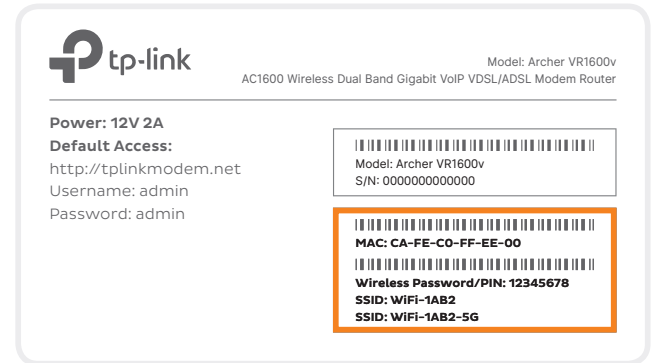 tp-link
Model: Archer VR1600v
AC1600 Wireless Dual Band Gigabit VoIP VDSL/ADSL Modem Router
Power: 12V 2A
Default Access:
http://tplinkmodem.net
Username: admin
Password: admin
Model: Archer VR1600v
S/N: 0000000000000
MAC: CA-FE-C0-FF-EE-00
Wireless Password/PIN: 12345678
SSID: WiFi-1AB2
SSID: WiFi-1AB2-5G